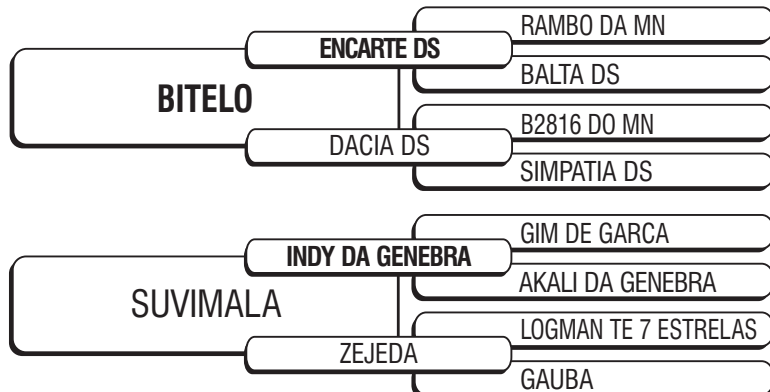 RAMBO DA MN
ENCARTE DS
BALTA DS
BITELO
B2816 DO MN
DACIA DS
SIMPATIA DS
GIM DE GARCA
INDY DA GENEBRA
AKALI DA GENEBRA
SUVIMALA
LOGMAN TE 7 ESTRELAS
ZEJEDA
GAUBA